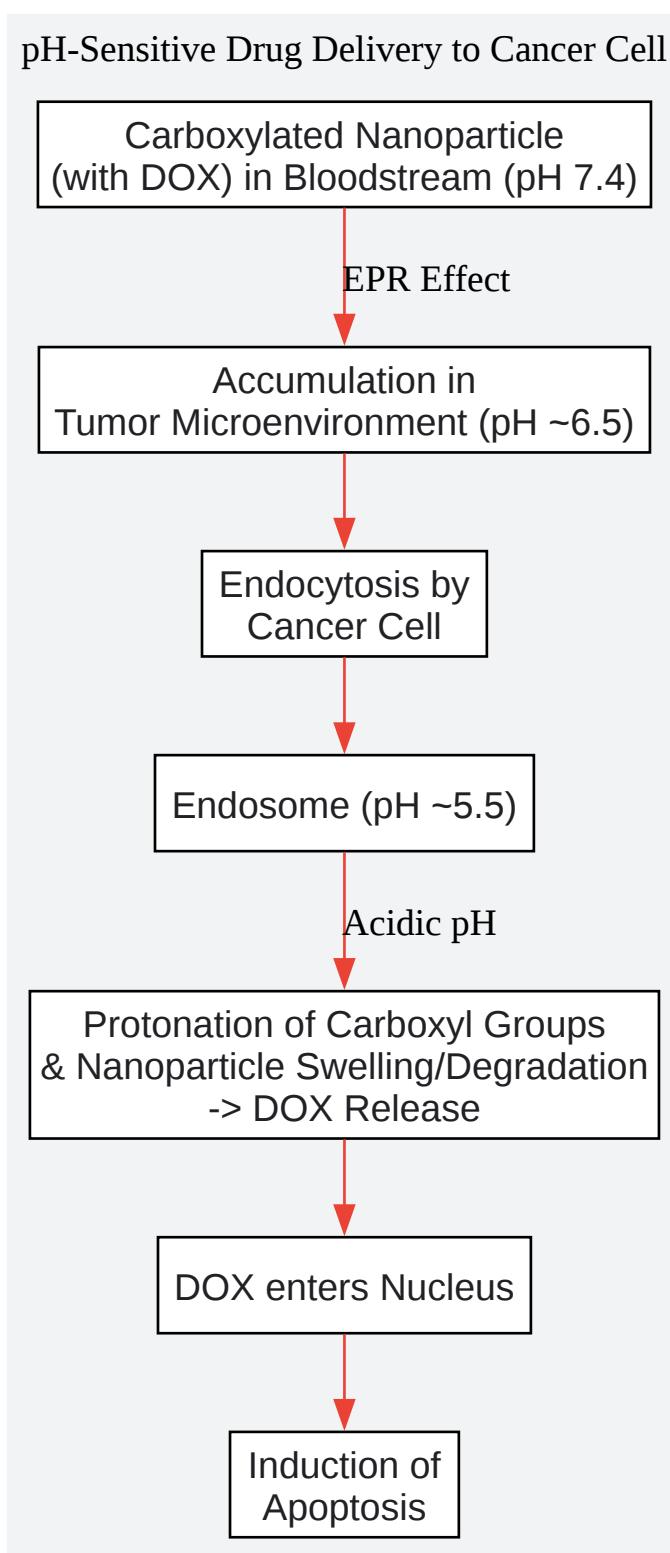 pH-Sensitive Drug Delivery to Cancer Cell
Carboxylated Nanoparticle
(with DOX) in Bloodstream (pH 7.4)
EPR Effect
Accumulation in
Tumor Microenvironment (pH ~6.5)
Endocytosis by
Cancer Cell
Endosome (pH ~5.5)
Acidic pH
Protonation of Carboxyl Groups
& Nanoparticle Swelling/Degradation
-> DOX Release
DOX enters Nucleus
Induction of
Apoptosis